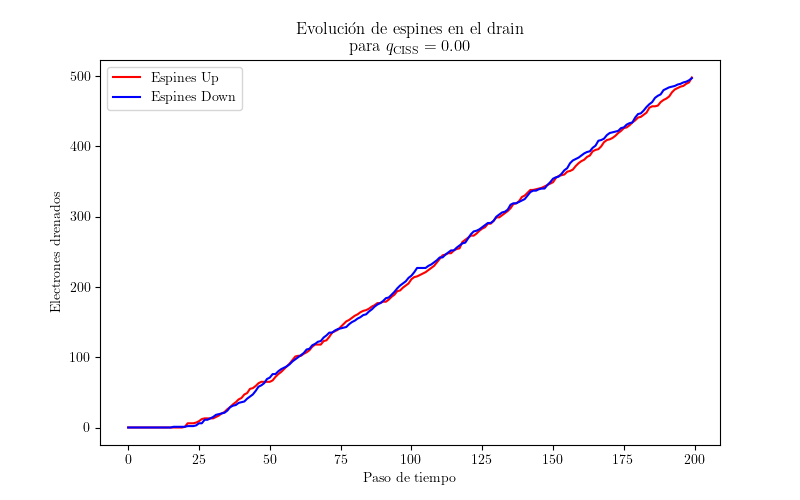 Evolución de espines en el drain
para q_CISS = 0.00
Espines Up
Espines Down
Electrones drenados
500
400
300
200
100
0
0 25 50 75 100 125 150 175 200
Paso de tiempo